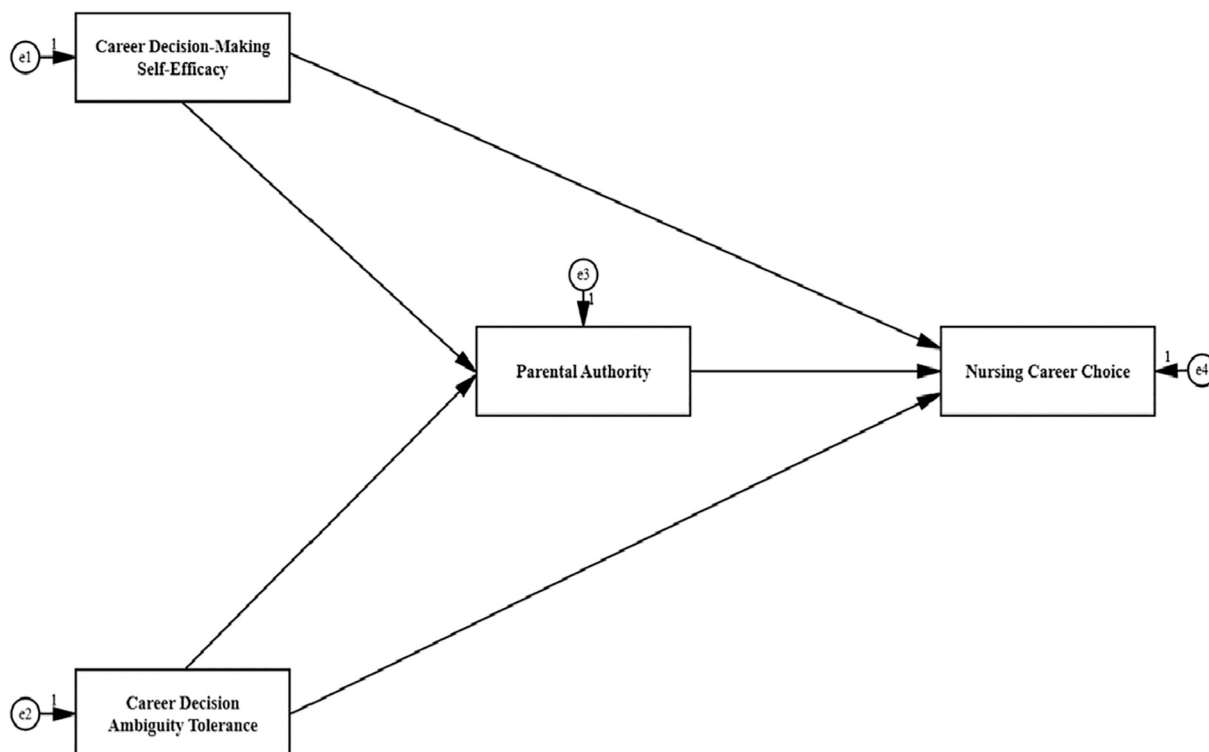 e1
1
Career Decision-Making
Self-Efficacy
e3
1
Parental Authority
Nursing Career Choice
1
e4
e2
1
Career Decision
Ambiguity Tolerance